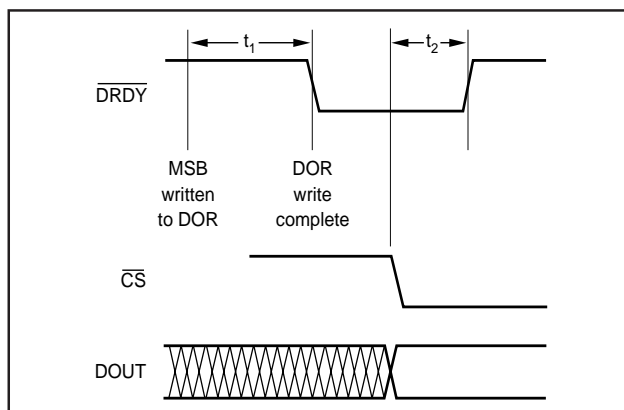 t1
t2
DRDY
MSB
written
to DOR
DOR
write
complete
CS
DOUT